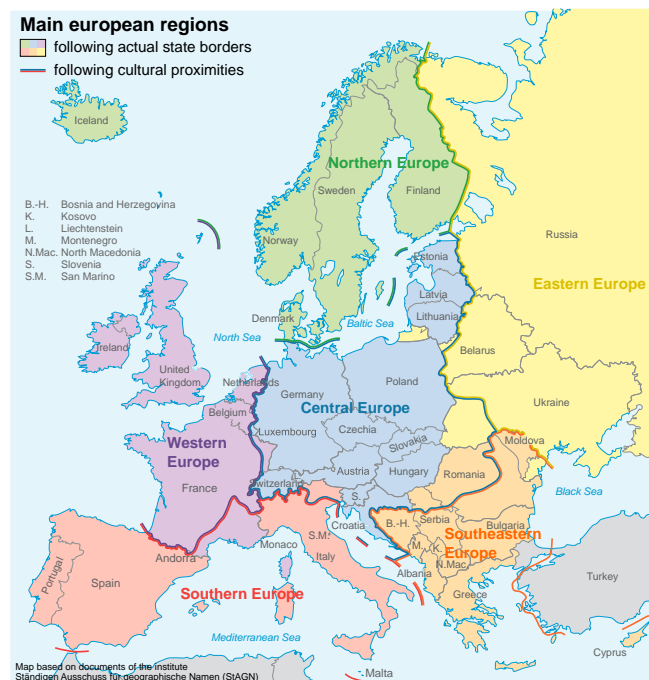 Main european regions
following actual state borders
following cultural proximities
Iceland
Northern Europe
Sweden
Finland
B.-H. Bosnia and Herzegovina
K. Kosovo
L. Liechtenstein
M. Montenegro
N.Mac. North Macedonia
S. Slovenia
S.M. San Marino
Norway
Russia
Estonia
Eastern Europe
Latvia
Lithuania
Denmark
Baltic Sea
North Sea
Ireland
United
Kingdom
Belarus
Netherlands
Germany
Poland
Belgium
Central Europe
Ukraine
Luxembourg
Czechia
Western
Europe
Slovakia
Moldova
Austria
Hungary
Romania
Switzerland
France
S.
Black Sea
Croatia
B.-H.
Serbia
Bulgaria
S.M.
Italy
Southeastern
Europe
Monaco
M.
K.
N.Mac.
Andorra
Albania
Portugal
Spain
Southern Europe
Greece
Turkey
Mediterranean Sea
Cyprus
Malta
Map based on documents of the institute
Ständigen Ausschuss für geographische Namen (StAGN)